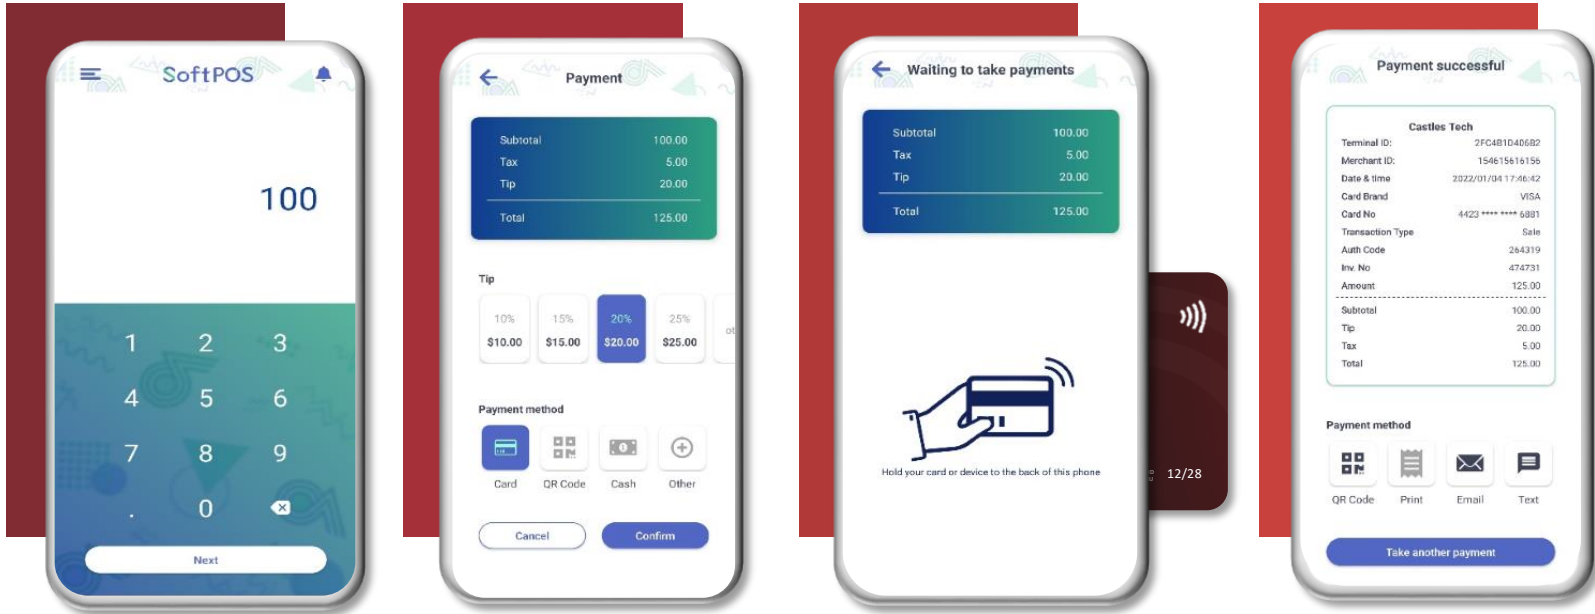 SoftPOS
100
1 2 3
4 5 6
7 8 9
. 0
Next
Payment
Subtotal 100.00
Tax 5.00
Tip 20.00
Total 125.00
Tip
10% 15% 20% 25%
$10.00 $15.00 $20.00 $25.00 ot
Payment method
Card QR Code Cash Other
Cancel Confirm
Waiting to take payments
Subtotal 100.00
Tax 5.00
Tip 20.00
Total 125.00
Hold your card or device to the back of this phone
12/28
Payment successful
Castles Tech
Terminal ID: 2FC4B1D406B2
Merchant ID: 154615616156
Date & time 2022/01/04 17:46:42
Card Brand VISA
Card No 4423 **** **** 6881
Transaction Type Sale
Auth Code 264319
Inv. No 474731
Amount 125.00
Subtotal 100.00
Tip 20.00
Tax 5.00
Total 125.00
Payment method
QR Code Print Email Text
Take another payment